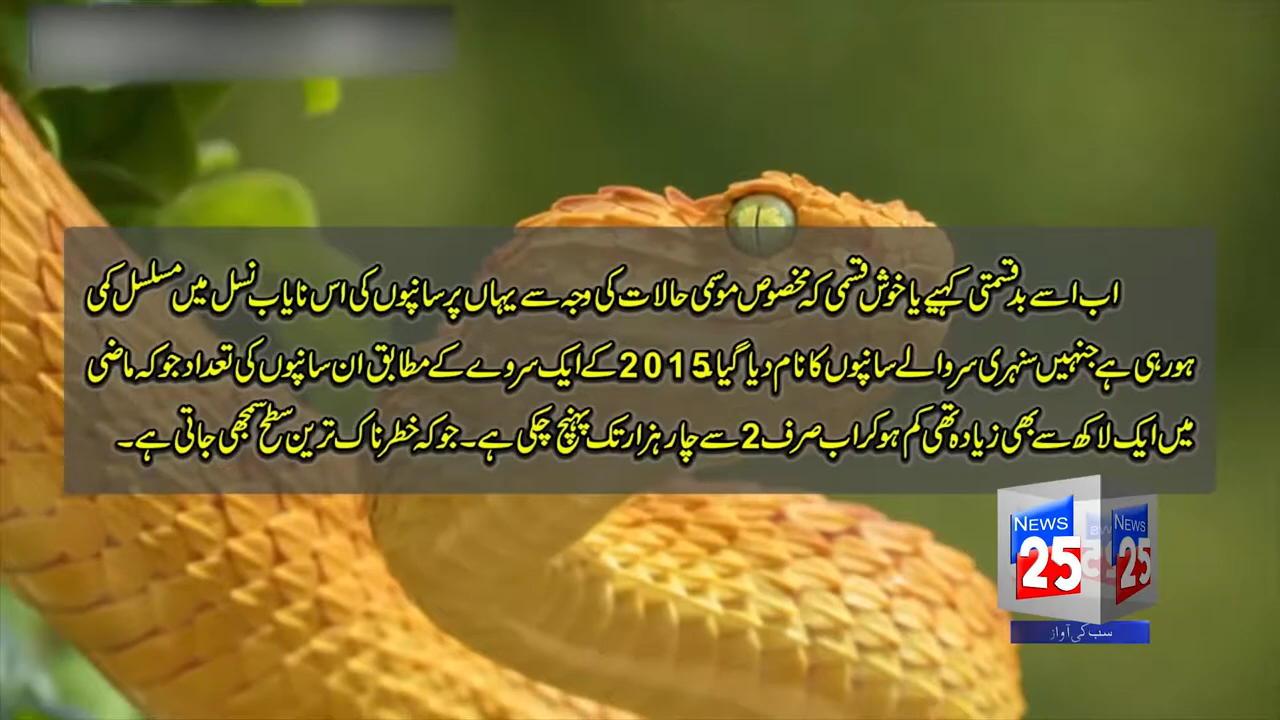 اب اسے بدقسمتی کہیے یا خوش قسمی کہ مخصوص موسمی حالات کی وجہ سے یہاں پر سانپوں کی اس نایاب نسل میں مسلسل کمی
ہو رہی ہے جنہیں سنہری سر والے سانپوں کا نام دیا گیا۔ 2015 کے ایک سروے کے مطابق ان سانپوں کی تعداد جو کہ ماضی
میں ایک لاکھ سے بھی زیادہ تھی کم ہو کر اب صرف 2 سے چار ہزار تک پہنچ چکی ہے۔ جو کہ خطرناک ترین سطح سمجھی جاتی ہے۔
NEWS NEWS
25 25
سب کی آواز